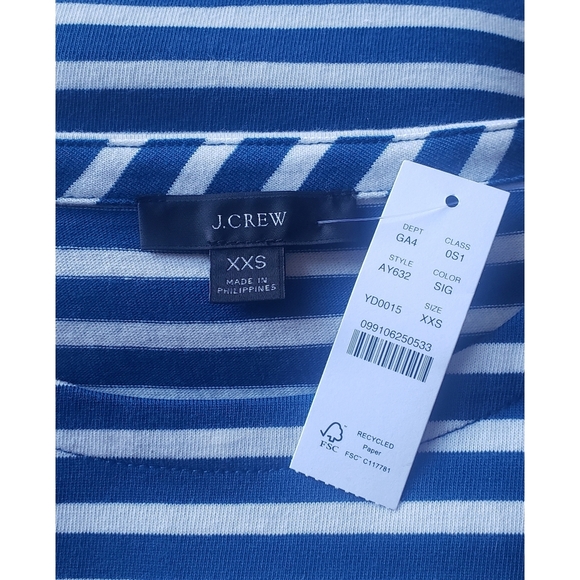 J.CREW
XXS
MADE IN
PHILIPPINES
DEPT CLASS
GA4 0S1
STYLE COLOR
AY632 SIG
SIZE
YD0015 XXS
099106250533
FSC
RECYCLED
Paper
FSC™ C117781